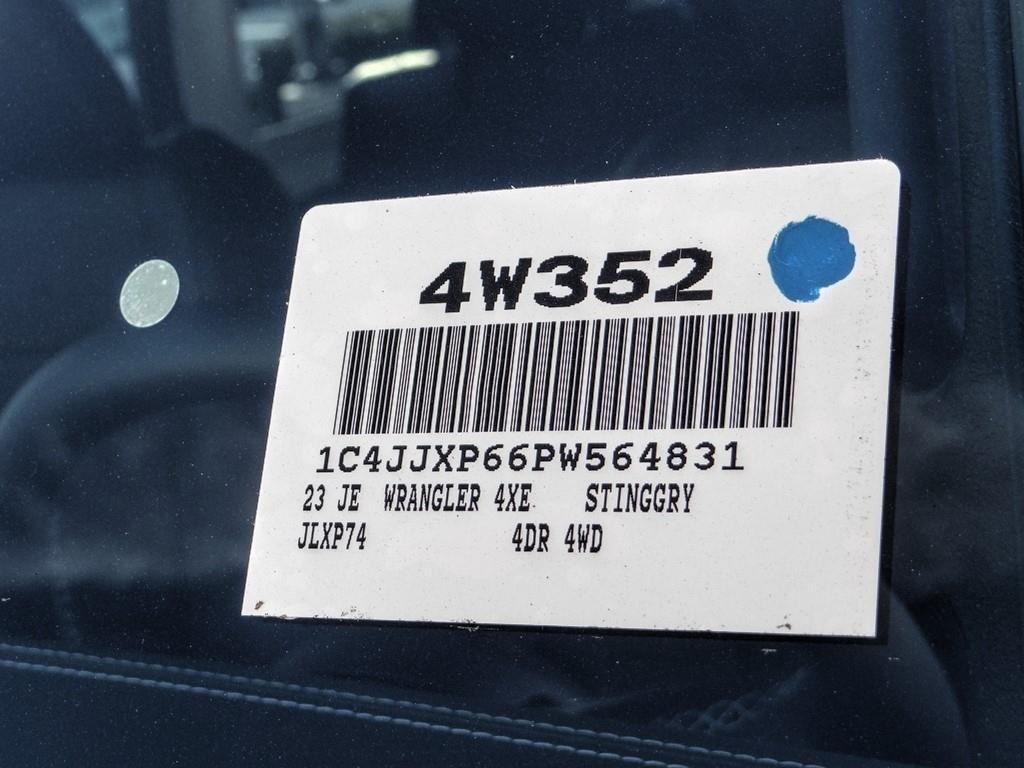 4W352
1C4JJXP66PW564831
23 JE WRANGLER 4XE STINGGRY
JLXP74 4DR 4WD